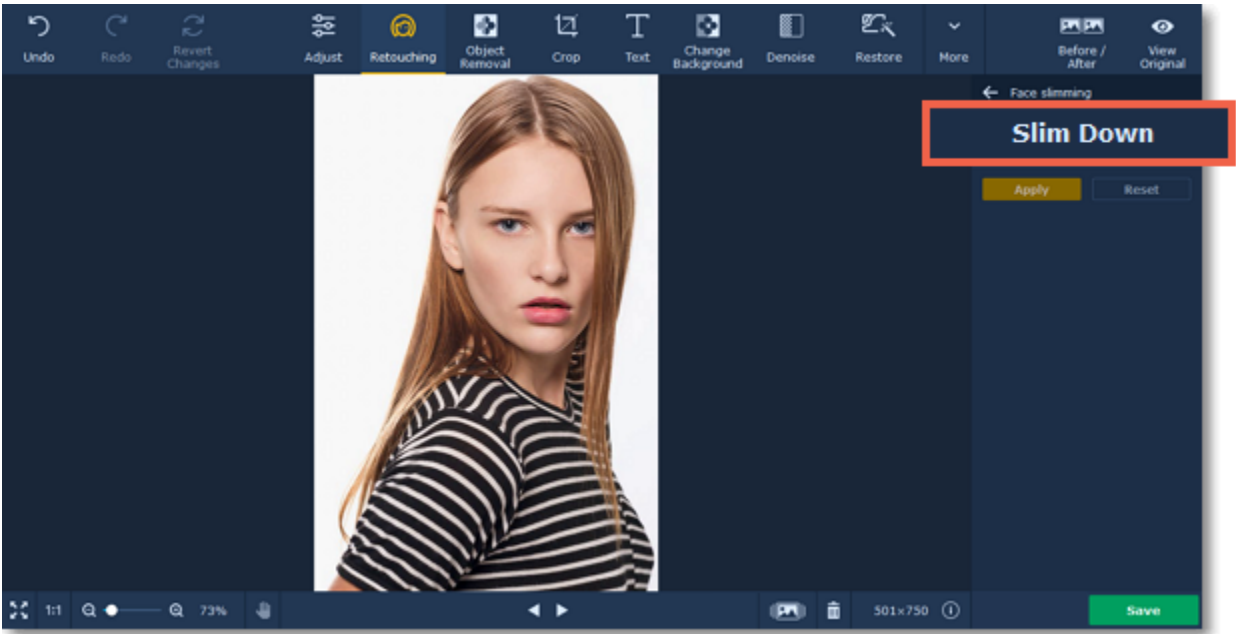 Undo
Redo
Revert
Changes
Adjust
Retouching
Object
Removal
Crop
Text
Change
Background
Denoise
Restore
More
Before /
After
View
Original
Face slimming
Slim Down
Apply
Reset
1:1
73%
501×750
Save